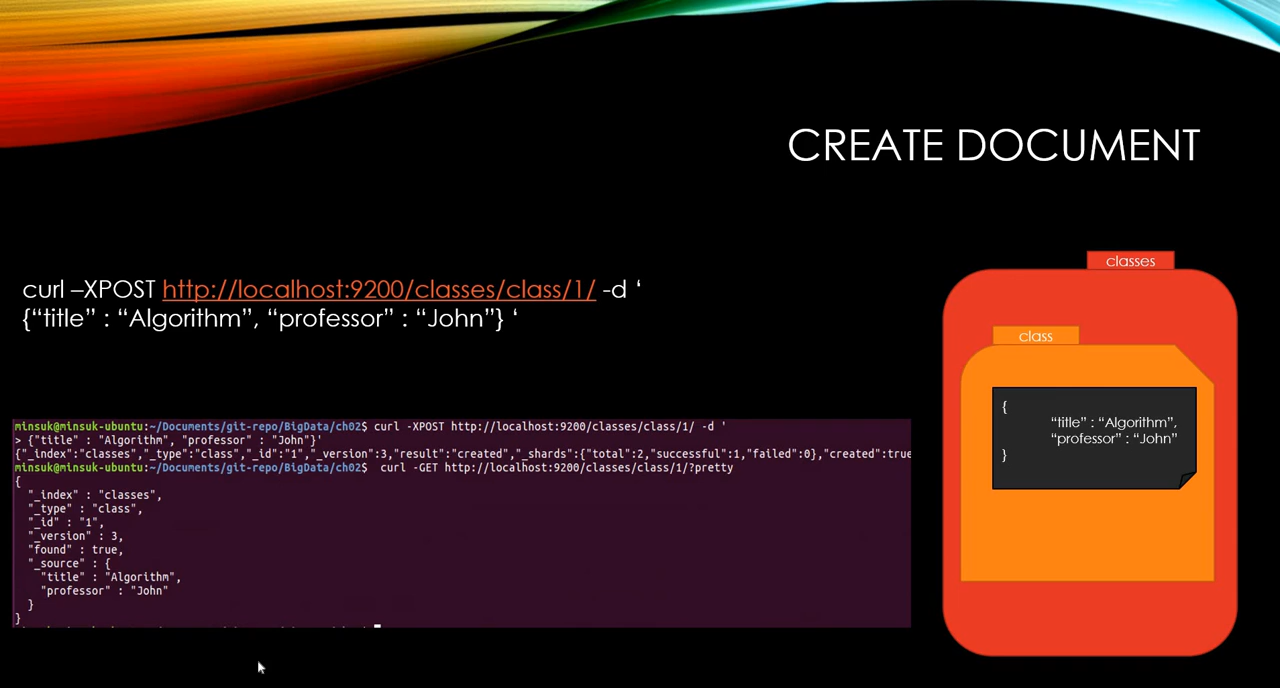 CREATE DOCUMENT
curl –XPOST http://localhost:9200/classes/class/1/ -d ‘
{“title” : “Algorithm”, “professor” : “John”} ‘
minsuk@minsuk-ubuntu:~/Documents/git-repo/BigData/ch02$ curl -XPOST http://localhost:9200/classes/class/1/ -d '
> {"title" : "Algorithm", "professor" : "John"}'
{"_index":"classes","_type":"class","_id":"1","_version":3,"result":"created","_shards":{"total":2,"successful":1,"failed":0},"created":true
minsuk@minsuk-ubuntu:~/Documents/git-repo/BigData/ch02$  curl -GET http://localhost:9200/classes/class/1/?pretty
{
  "_index" : "classes",
  "_type" : "class",
  "_id" : "1",
  "_version" : 3,
  "found" : true,
  "_source" : {
    "title" : "Algorithm",
    "professor" : "John"
  }
}
classes
class
{
“title” : “Algorithm”,
“professor” : “John”
}